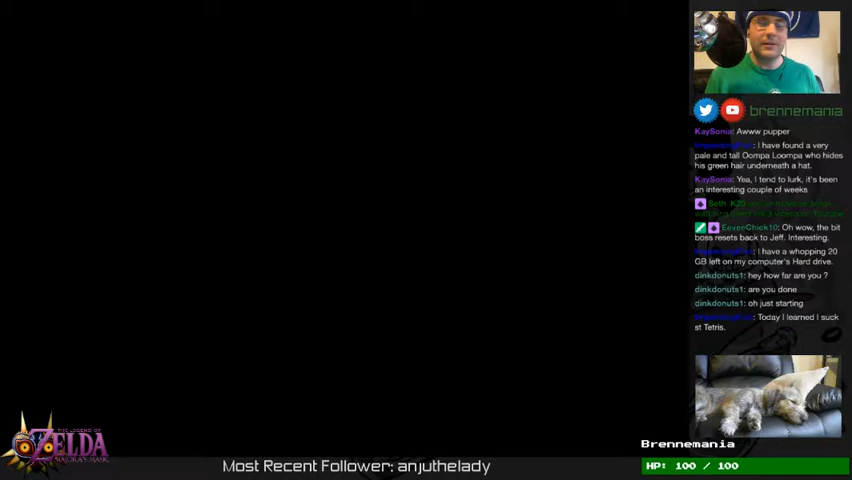 brennemania
KaySonia: Awww pupper
: I have found a very
pale and tall Oompa Loompa who hides
his green hair underneath a hat.
KaySonia: Yea, I tend to lurk, it's been
an interesting couple of weeks
Seth_K20
EeveeChick10: Oh wow, the bit
boss resets back to Jeff. Interesting.
: I have a whopping 20
GB left on my computer's Hard drive.
dinkdonuts1: hey how far are you ?
dinkdonuts1: are you done
dinkdonuts1: oh just starting
: Today I learned I suck
st Tetris.
THE LEGEND OF
ZELDA
MAJORA'S MASK
Brennemania
Most Recent Follower: anjuthelady
HP: 100 / 100